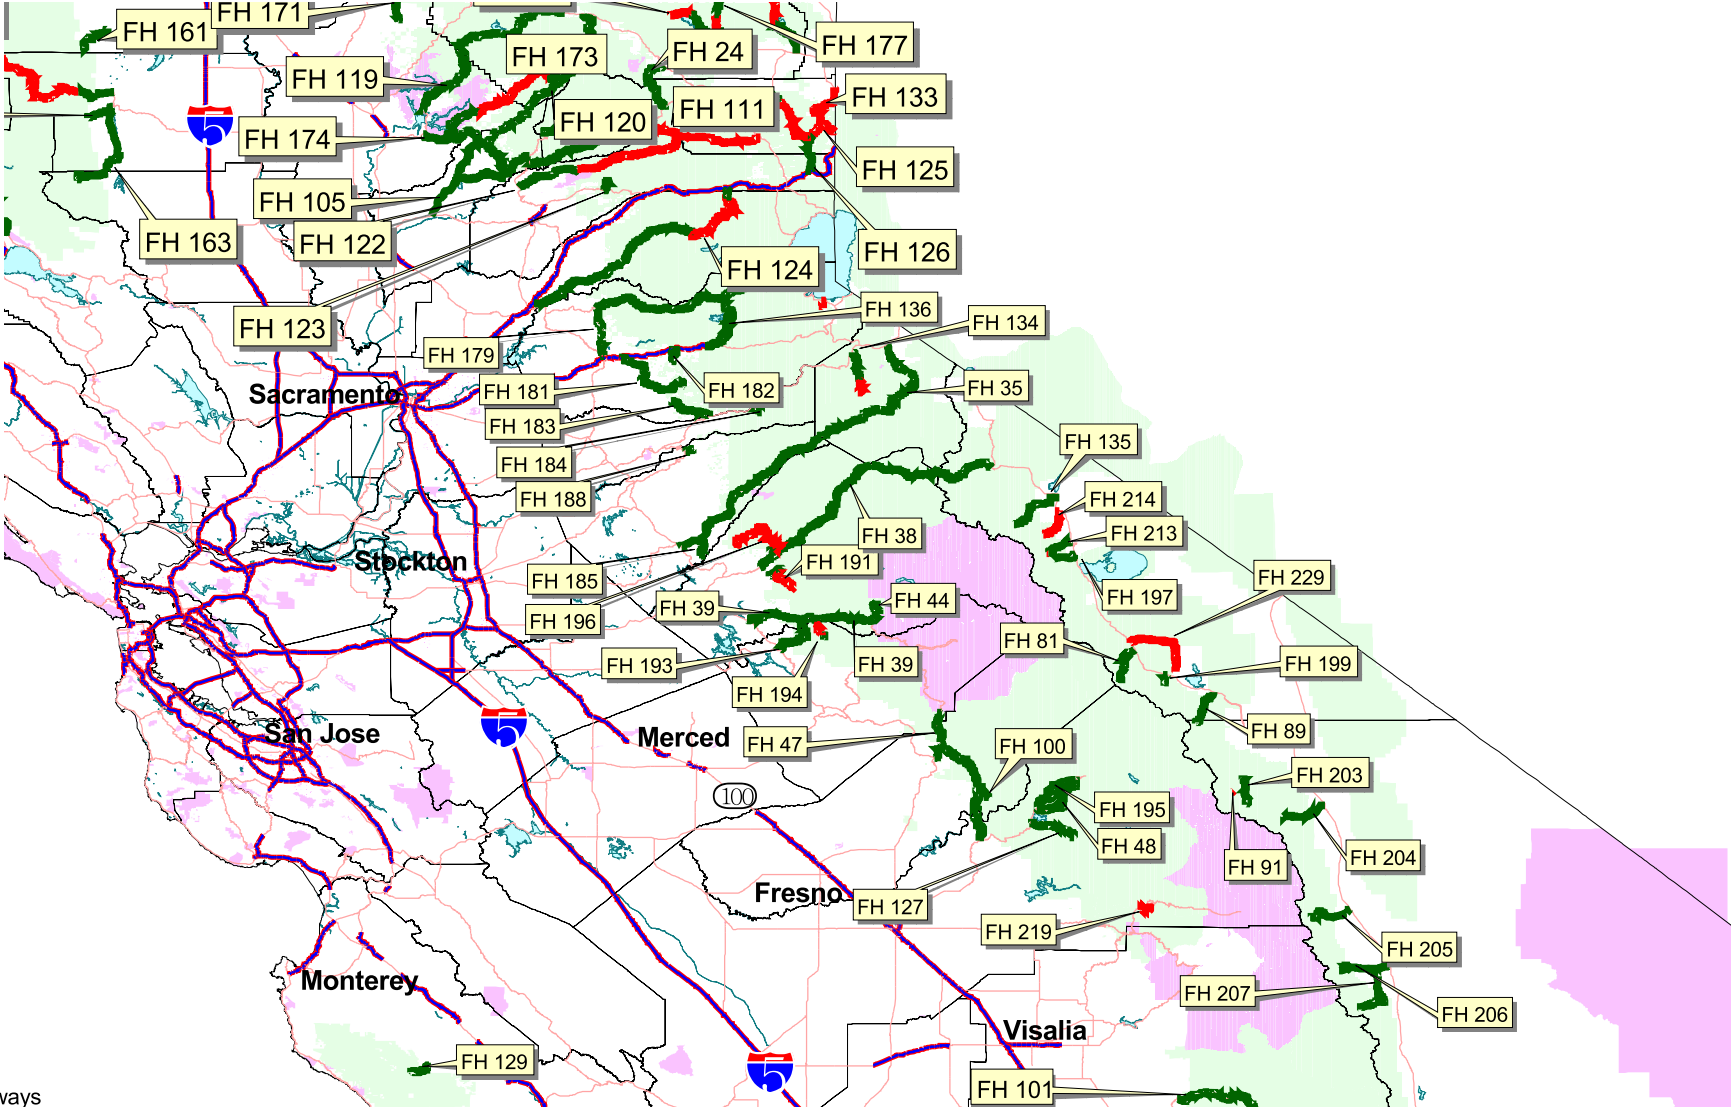 FH 171
FH 161
FH 173
FH 24
FH 177
FH 119
FH 133
FH 111
FH 120
FH 174
5
FH 125
FH 105
FH 163
FH 122
FH 126
FH 124
FH 123
FH 136
FH 134
FH 179
Sacramento
FH 181
FH 182
FH 35
FH 183
FH 135
FH 184
FH 188
FH 214
FH 38
FH 213
Stockton
FH 191
FH 185
FH 229
FH 197
FH 39
FH 44
FH 196
FH 81
FH 193
FH 39
FH 199
FH 194
5
San Jose
Merced
FH 47
FH 100
FH 89
FH 203
100
FH 195
FH 48
FH 91
FH 204
Fresno
FH 127
FH 219
FH 205
Monterey
FH 207
FH 206
Visalia
FH 129
5
FH 101
ways